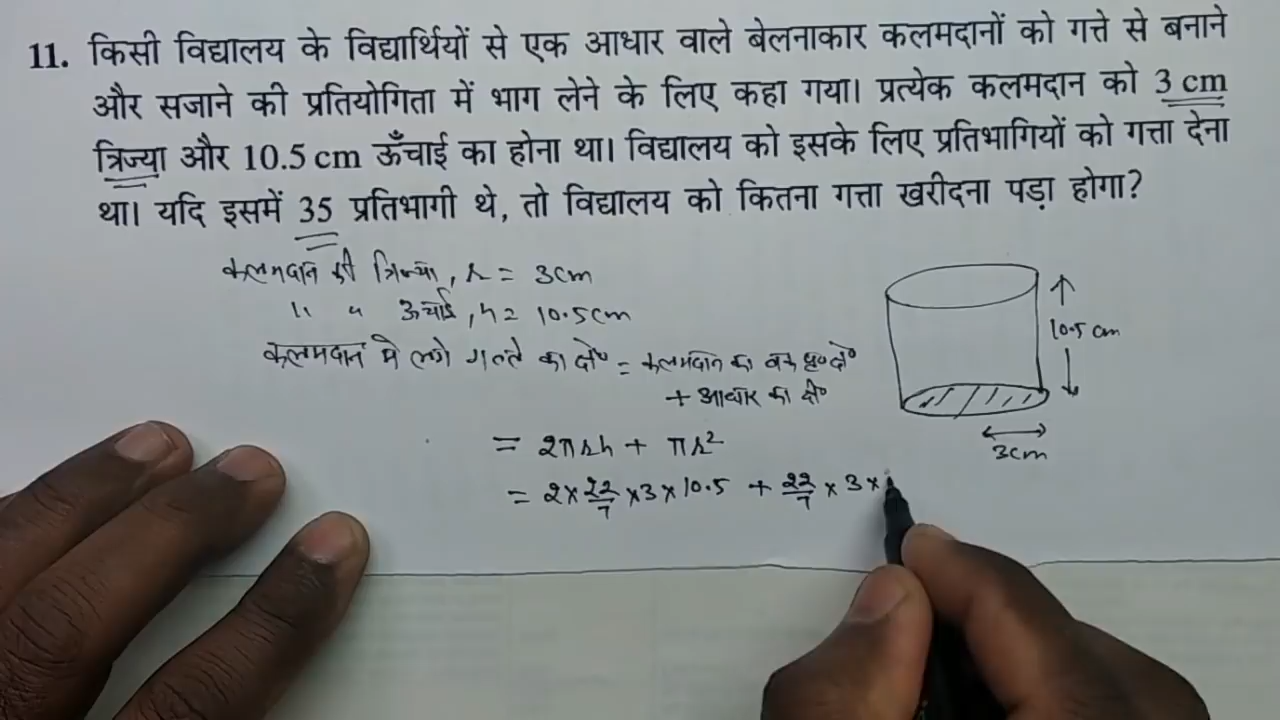 11. किसी विद्यालय के विद्यार्थियों से एक आधार वाले बेलनाकार कलमदानों को गत्ते से बनाने
और सजाने की प्रतियोगिता में भाग लेने के लिए कहा गया। प्रत्येक कलमदान को 3 cm
त्रिज्या और 10.5 cm ऊँचाई का होना था। विद्यालय को इसके लिए प्रतिभागियों को गत्ता देना
था। यदि इसमें 35 प्रतिभागी थे, तो विद्यालय को कितना गत्ता खरीदना पड़ा होगा?
कलमदान की त्रिज्या, r = 3cm
" " ऊचाई, h = 10.5cm
कलमदान मे लगे गत्ते का क्षे० = कलमदान का वक्र पृ० क्षे०
+ आधार का क्षे०
= 2πrh + πr²
= 2 × 22/7 × 3 × 10.5 + 22/7 × 3 ×
10.5 cm
3cm